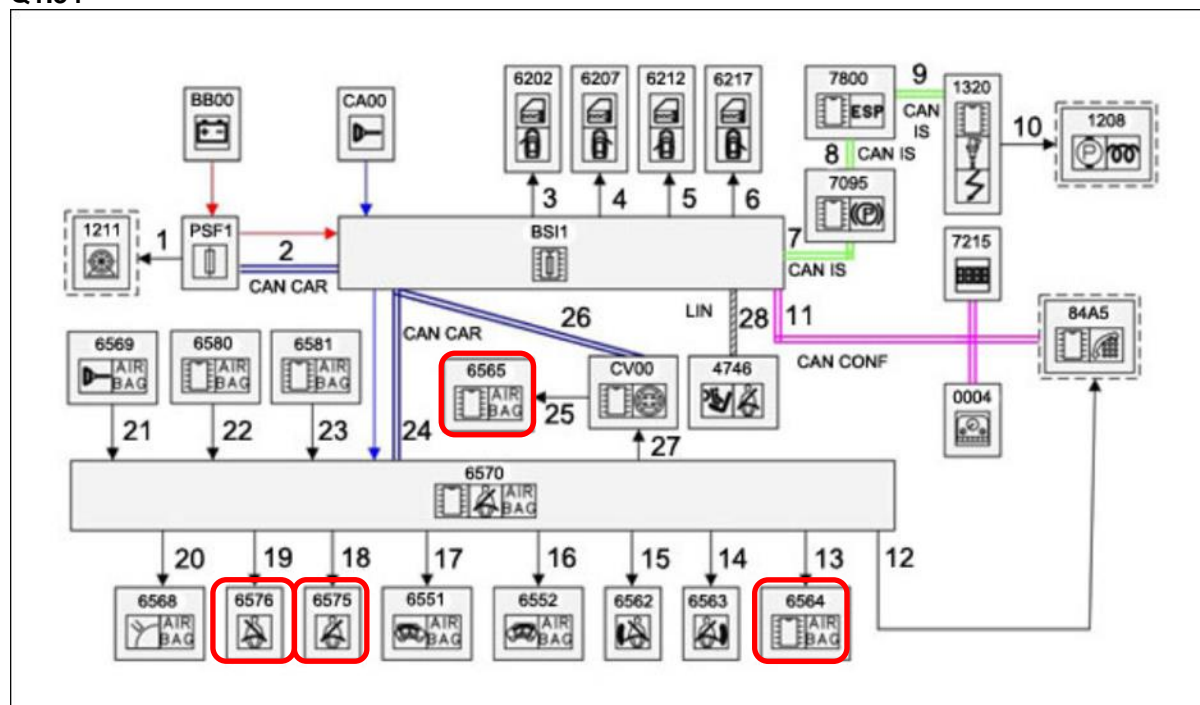 BB00
CA00
6202
6207
6212
6217
7800
ESP
9
CAN
IS
1320
10
1208
P
8
CAN IS
7095
(P)
3
4
5
6
1211
1
PSF1
2
CAN CAR
BSI1
7
CAN IS
7215
LIN
28
11
CAN CONF
84A5
CAN CAR
26
6569
AIR
BAG
6580
AIR
BAG
6581
AIR
BAG
6565
AIR
BAG
25
CV00
4746
0004
21
22
23
24
27
6570
AIR
BAG
20
19
18
17
16
15
14
13
12
6568
AIR
BAG
6576
6575
6551
AIR
BAG
6552
AIR
BAG
6562
6563
6564
AIR
BAG